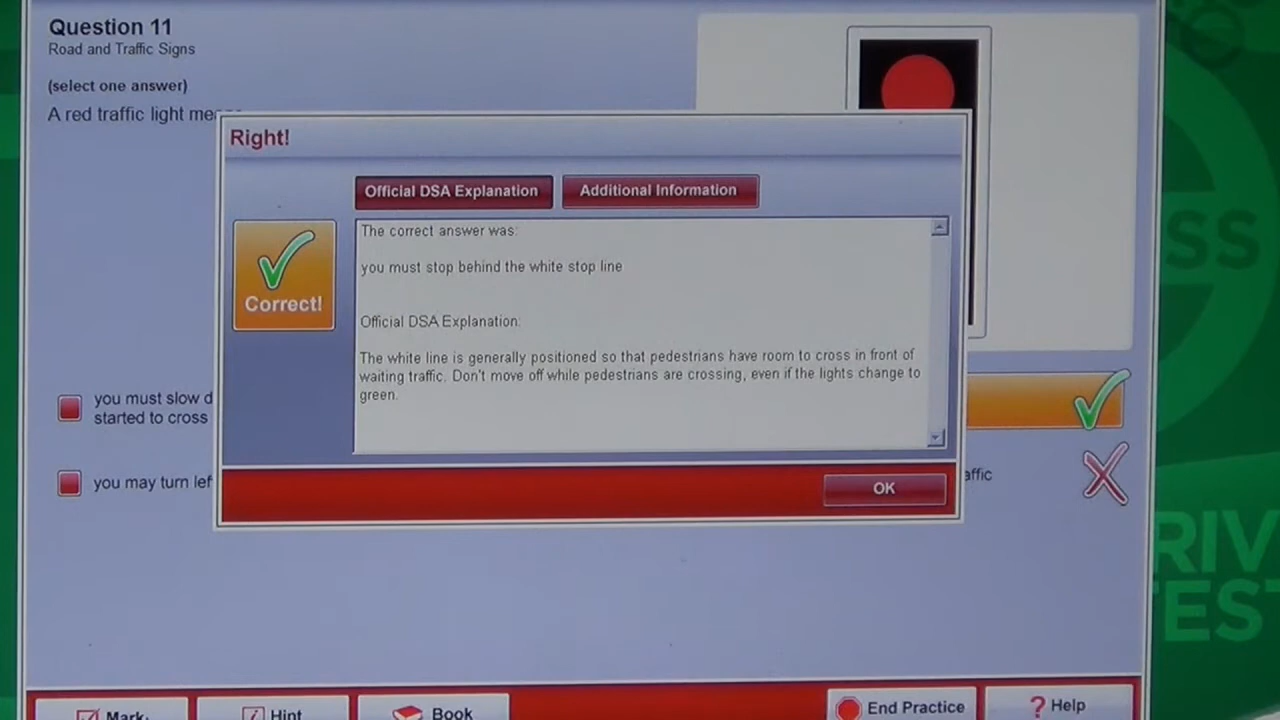 Question 11
Road and Traffic Signs
(select one answer)
A red traffic light
Right!
Official DSA Explanation
Additional Information
Correct!
The correct answer was:
you must stop behind the white stop line
Official DSA Explanation:
The white line is generally positioned so that pedestrians have room to cross in front of
waiting traffic. Don't move off while pedestrians are crossing, even if the lights change to
green.
you must slow d
started to cross
you may turn lef
affic
OK
SS
RIV
EST
Mark
Hint
Book
End Practice
? Help